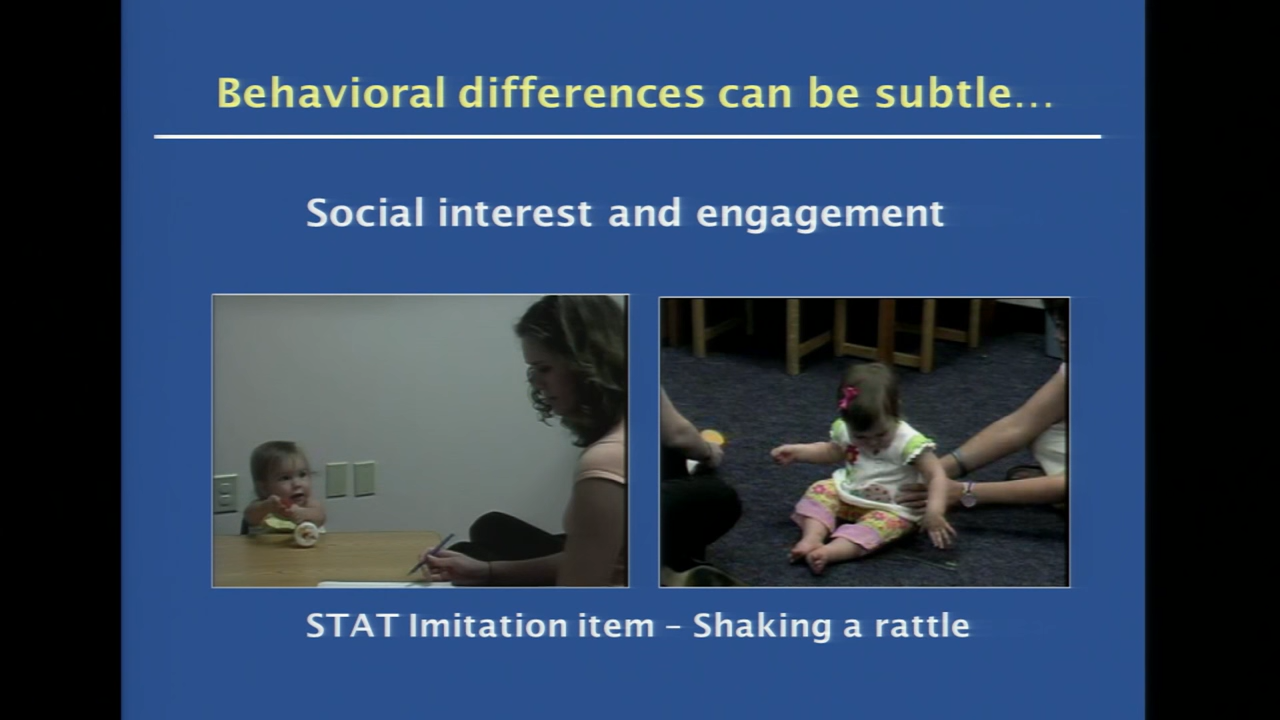 Behavioral differences can be subtle…
Social interest and engagement
STAT Imitation item – Shaking a rattle